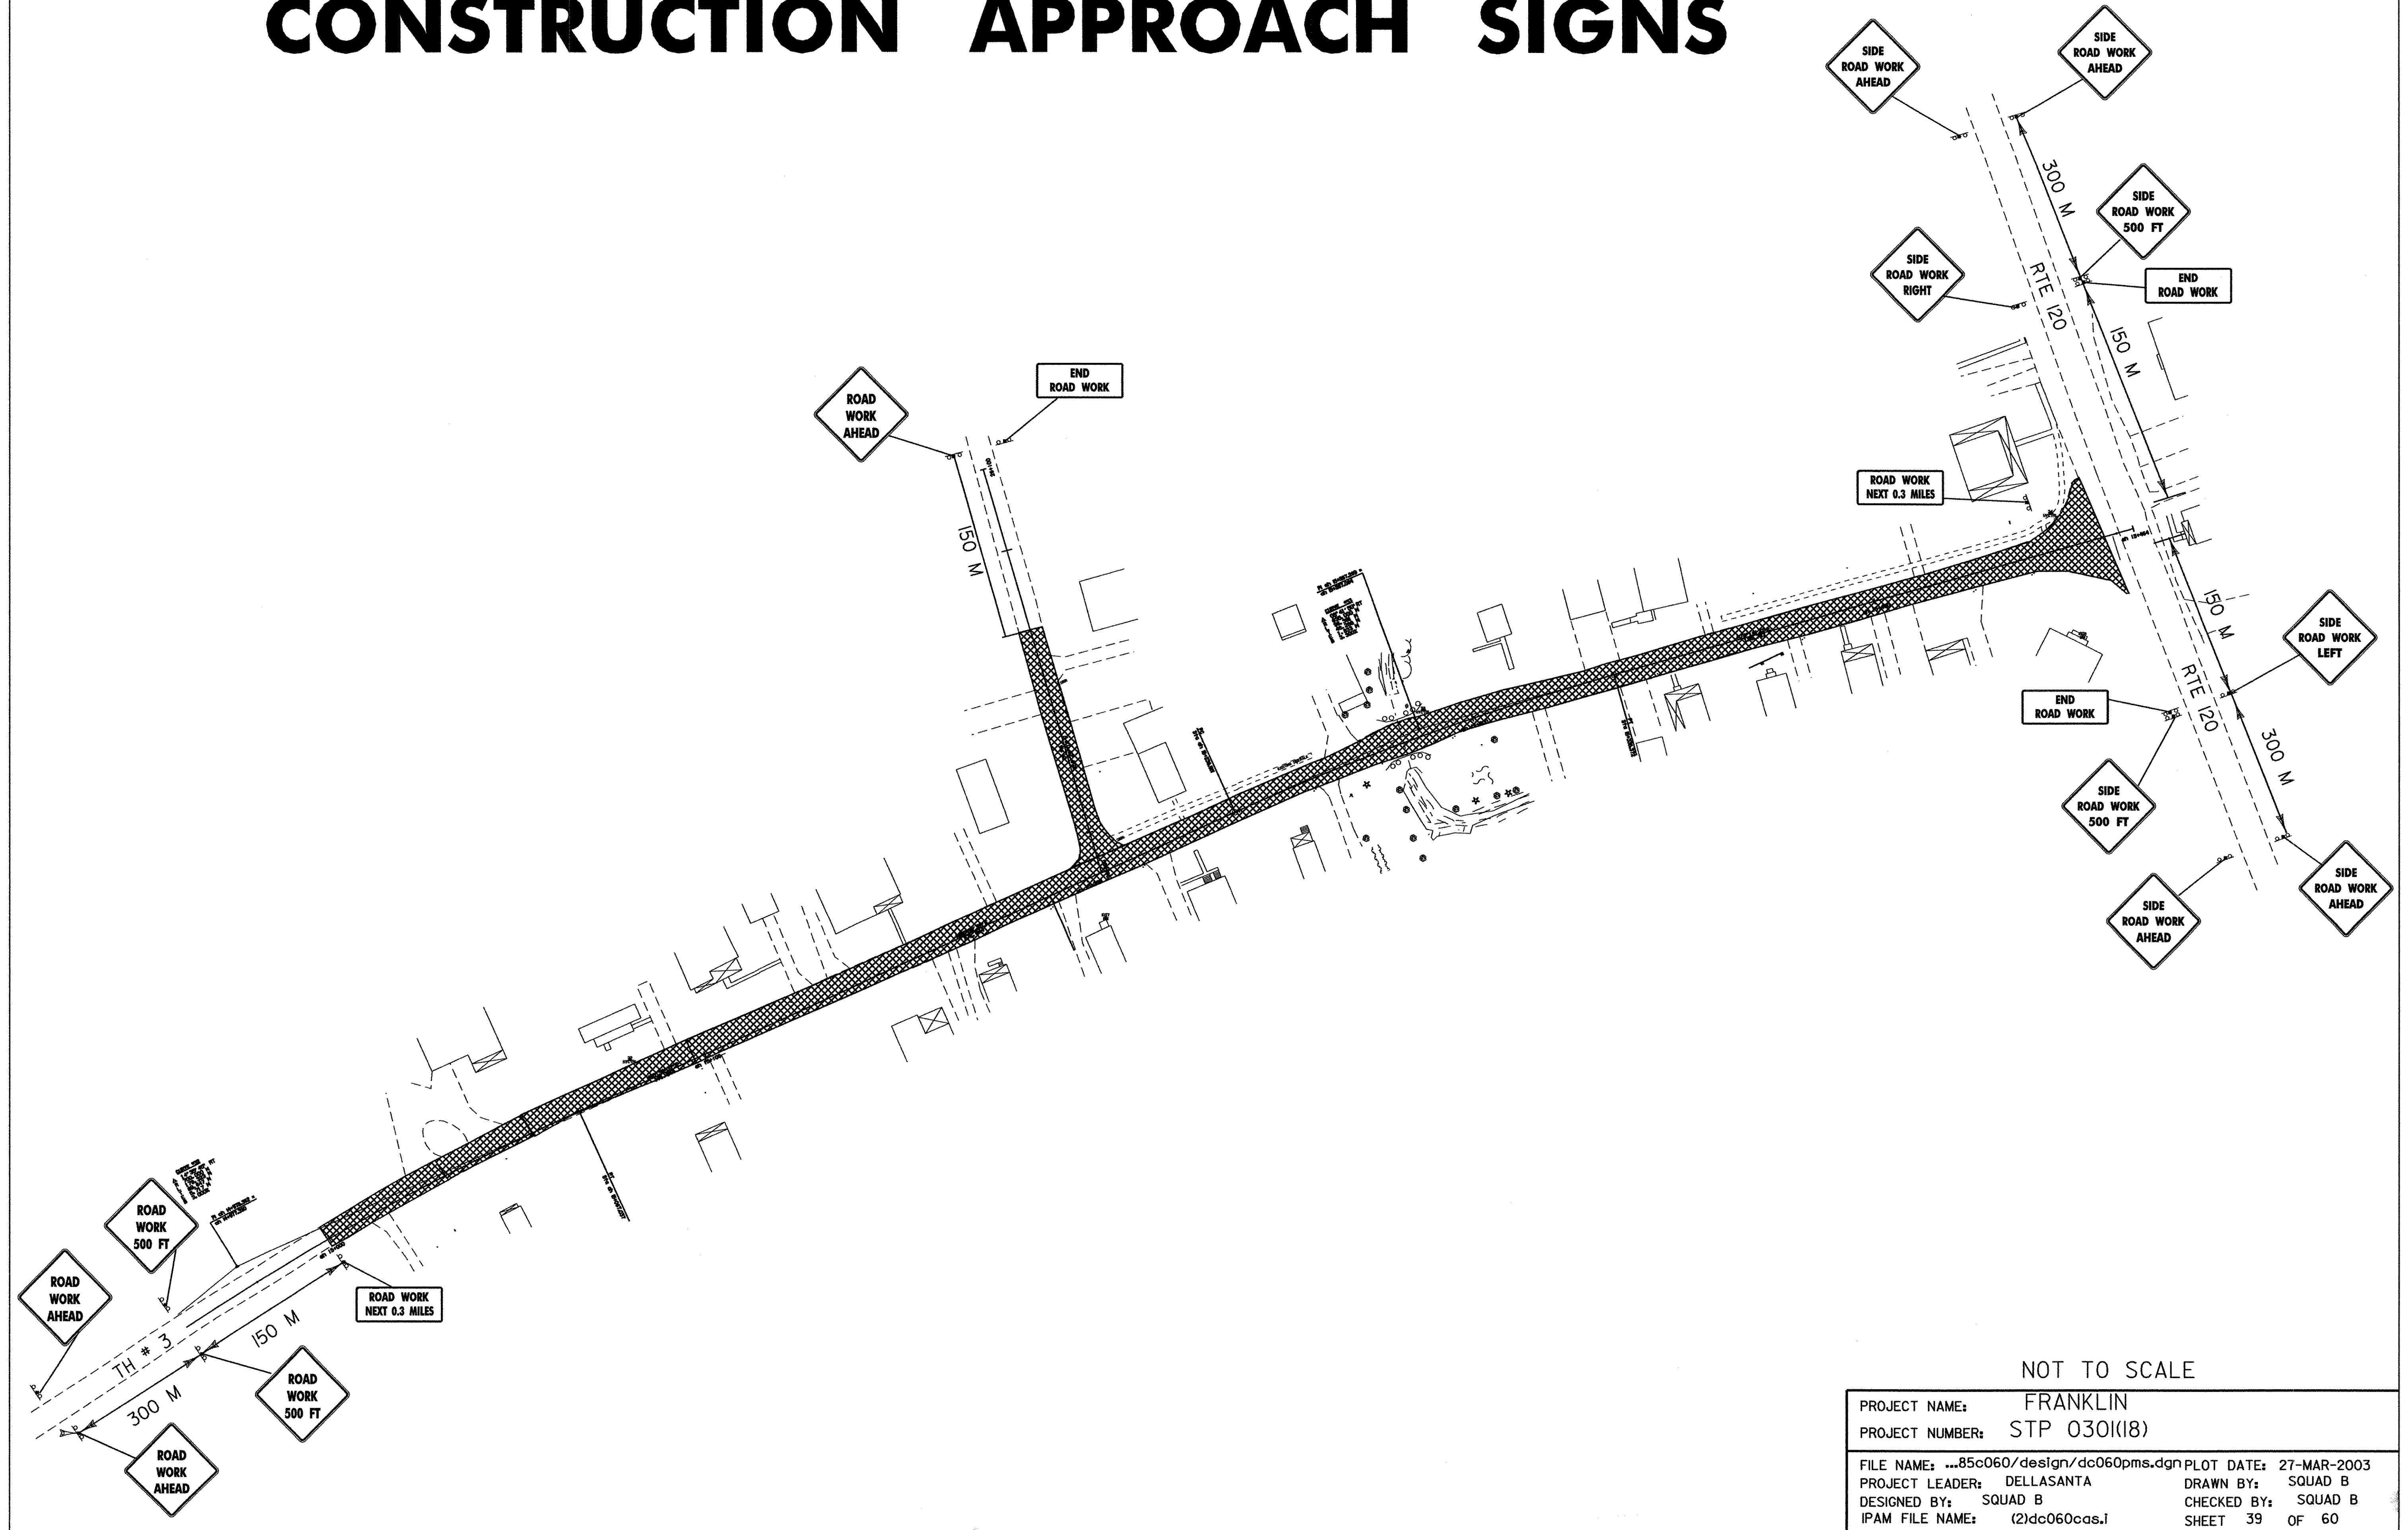 CONSTRUCTION APPROACH SIGNS
SIDE
ROAD WORK
AHEAD
SIDE
ROAD WORK
AHEAD
300 M
SIDE
ROAD WORK
500 FT
SIDE
ROAD WORK
RIGHT
RTE 120
END
ROAD WORK
150 M
ROAD
WORK
AHEAD
END
ROAD WORK
150 M
ROAD WORK
NEXT 0.3 MILES
150 M
SIDE
ROAD WORK
LEFT
RTE 120
END
ROAD WORK
300 M
SIDE
ROAD WORK
500 FT
SIDE
ROAD WORK
AHEAD
SIDE
ROAD WORK
AHEAD
ROAD
WORK
500 FT
ROAD
WORK
AHEAD
ROAD WORK
NEXT 0.3 MILES
150 M
TH # 3
300 M
ROAD
WORK
500 FT
ROAD
WORK
AHEAD
NOT TO SCALE
PROJECT NAME: FRANKLIN
PROJECT NUMBER: STP 0301(18)
FILE NAME: ...85c060/design/dc060pms.dgn PLOT DATE: 27-MAR-2003
PROJECT LEADER: DELLASANTA DRAWN BY: SQUAD B
DESIGNED BY: SQUAD B CHECKED BY: SQUAD B
IPAM FILE NAME: (2)dc060cas.i SHEET 39 OF 60